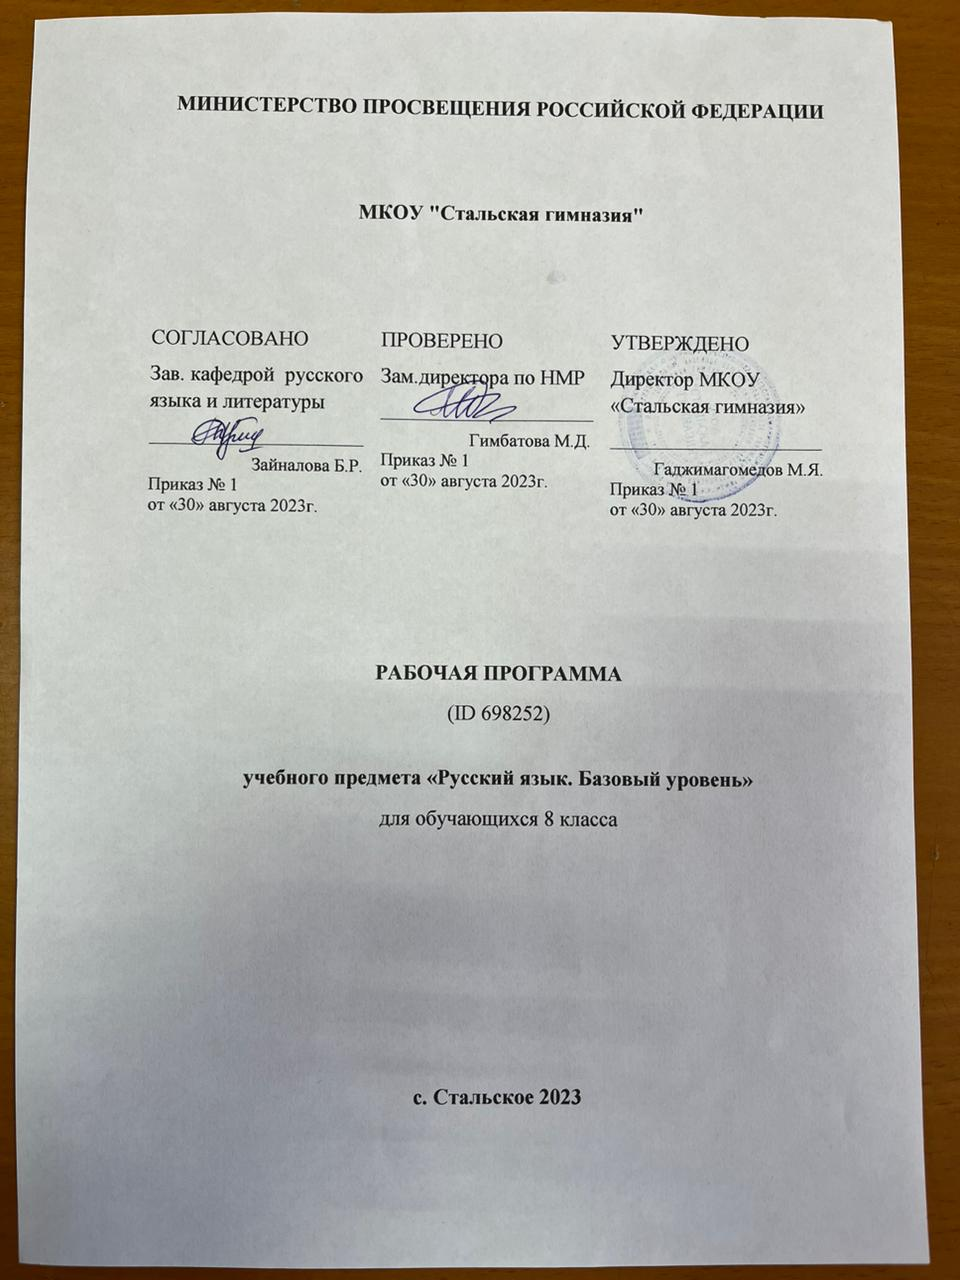 МИНИСТЕРСТВО ПРОСВЕЩЕНИЯ РОССИЙСКОЙ ФЕДЕРАЦИИ
МКОУ "Стальская гимназия"
СОГЛАСОВАНО
Зав. кафедрой русского
языка и литературы
Зайналова Б.Р.
Приказ № 1
от «30» августа 2023г.
ПРОВЕРЕНО
Зам.директора по НМР
Гимбатова М.Д.
Приказ № 1
от «30» августа 2023г.
УТВЕРЖДЕНО
Директор МКОУ
«Стальская гимназия»
Гаджимагомедов М.Я.
Приказ № 1
от «30» августа 2023г.
РАБОЧАЯ ПРОГРАММА
(ID 698252)
учебного предмета «Русский язык. Базовый уровень»
для обучающихся 8 класса
с. Стальское 2023